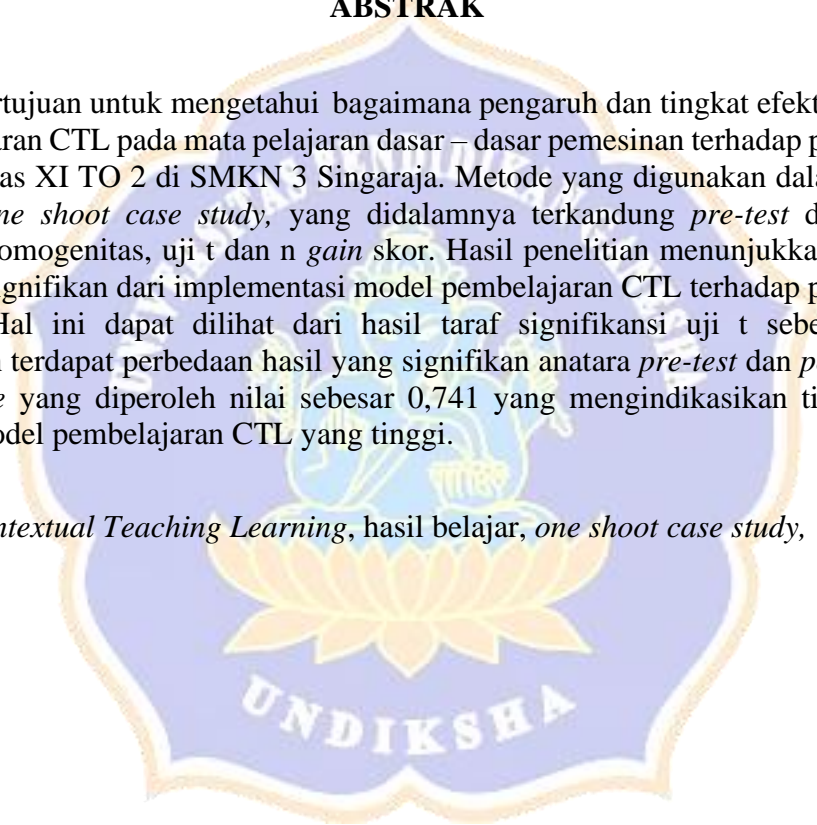 ABSTRAK
rtujuan untuk mengetahui bagaimana pengaruh dan tingkat efekt
aran CTL pada mata pelajaran dasar – dasar pemesinan terhadap p
as XI TO 2 di SMKN 3 Singaraja. Metode yang digunakan dala
ne shoot case study, yang didalamnya terkandung pre-test d
omogenitas, uji t dan n gain skor. Hasil penelitian menunjukka
gnifikan dari implementasi model pembelajaran CTL terhadap p
Hal ini dapat dilihat dari hasil taraf signifikansi uji t sebe
n terdapat perbedaan hasil yang signifikan anatara pre-test dan p
e yang diperoleh nilai sebesar 0,741 yang mengindikasikan ti
odel pembelajaran CTL yang tinggi.
ntextual Teaching Learning, hasil belajar, one shoot case study,
UNIVERSITAS PENDIDIKAN GANESHA
UNDIKSHA